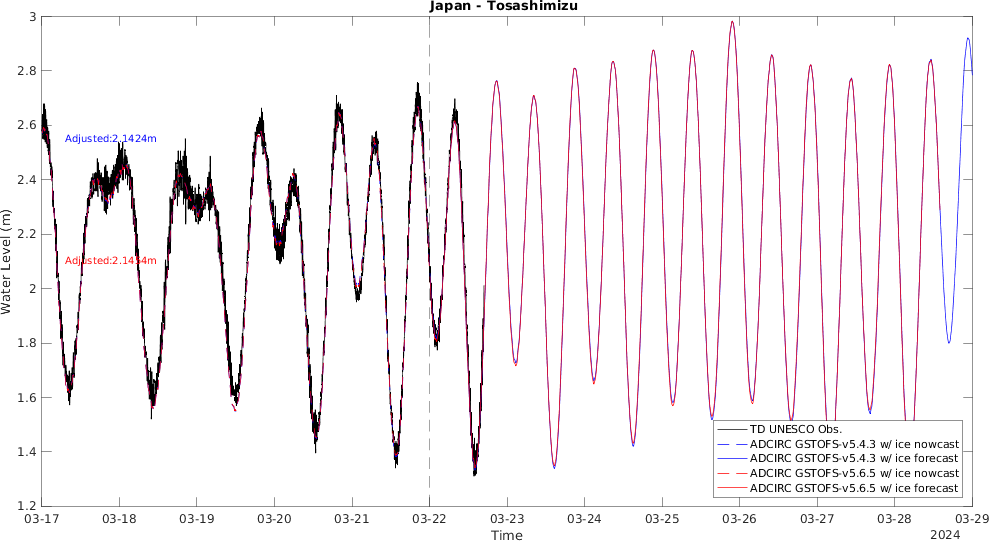 Japan - Tosashimizu
3
2.8
2.6
2.4
2.2
2
1.8
1.6
1.4
1.2
Water Level (m)
Adjusted:2.1424m
Adjusted:2.1454m
TD UNESCO Obs.
ADCIRC GSTOFS-v5.4.3 w/ ice nowcast
ADCIRC GSTOFS-v5.4.3 w/ ice forecast
ADCIRC GSTOFS-v5.6.5 w/ ice nowcast
ADCIRC GSTOFS-v5.6.5 w/ ice forecast
03-17 03-18 03-19 03-20 03-21 03-22 03-23 03-24 03-25 03-26 03-27 03-28 03-29
Time
2024